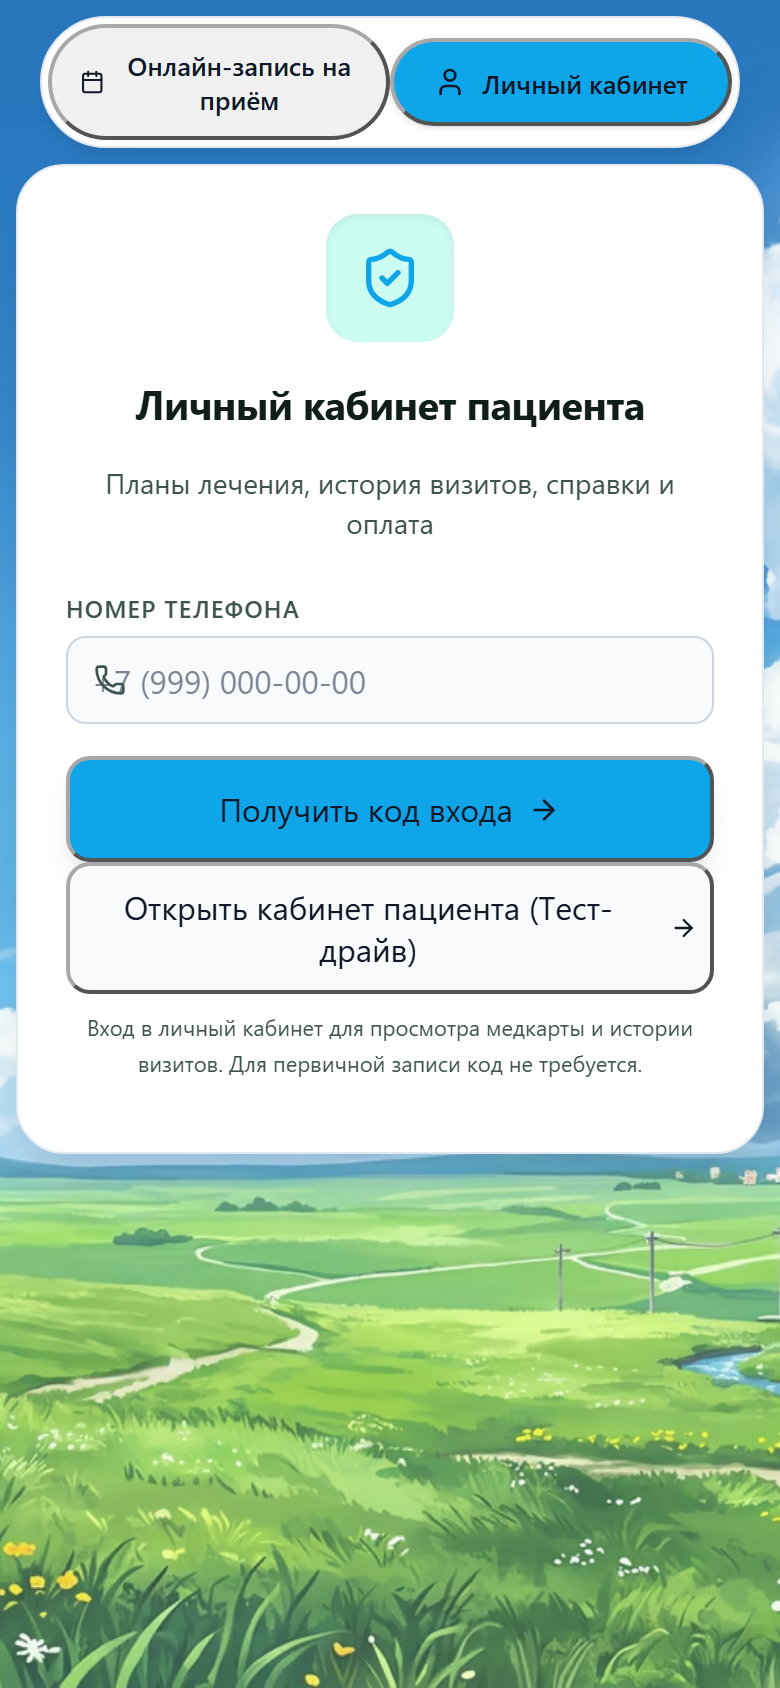 Онлайн-запись на
приём
Личный кабинет
Личный кабинет пациента
Планы лечения, история визитов, справки и
оплата
НОМЕР ТЕЛЕФОНА
+7 (999) 000-00-00
Получить код входа
Открыть кабинет пациента (Тест-
драйв)
Вход в личный кабинет для просмотра медкарты и истории
визитов. Для первичной записи код не требуется.